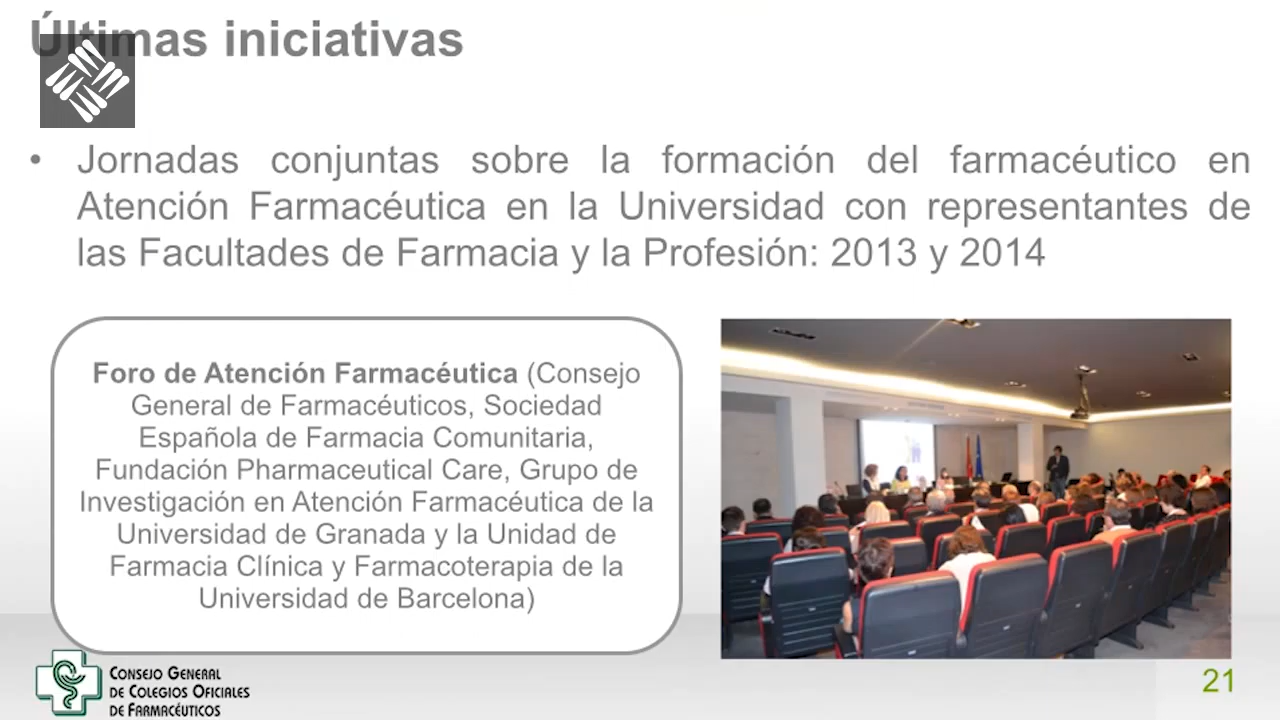 Últimas iniciativas
• Jornadas conjuntas sobre la formación del farmacéutico en
Atención Farmacéutica en la Universidad con representantes de
las Facultades de Farmacia y la Profesión: 2013 y 2014
Foro de Atención Farmacéutica (Consejo
General de Farmacéuticos, Sociedad
Española de Farmacia Comunitaria,
Fundación Pharmaceutical Care, Grupo de
Investigación en Atención Farmacéutica de la
Universidad de Granada y la Unidad de
Farmacia Clínica y Farmacoterapia de la
Universidad de Barcelona)
CONSEJO GENERAL
DE COLEGIOS OFICIALES
DE FARMACÉUTICOS
21